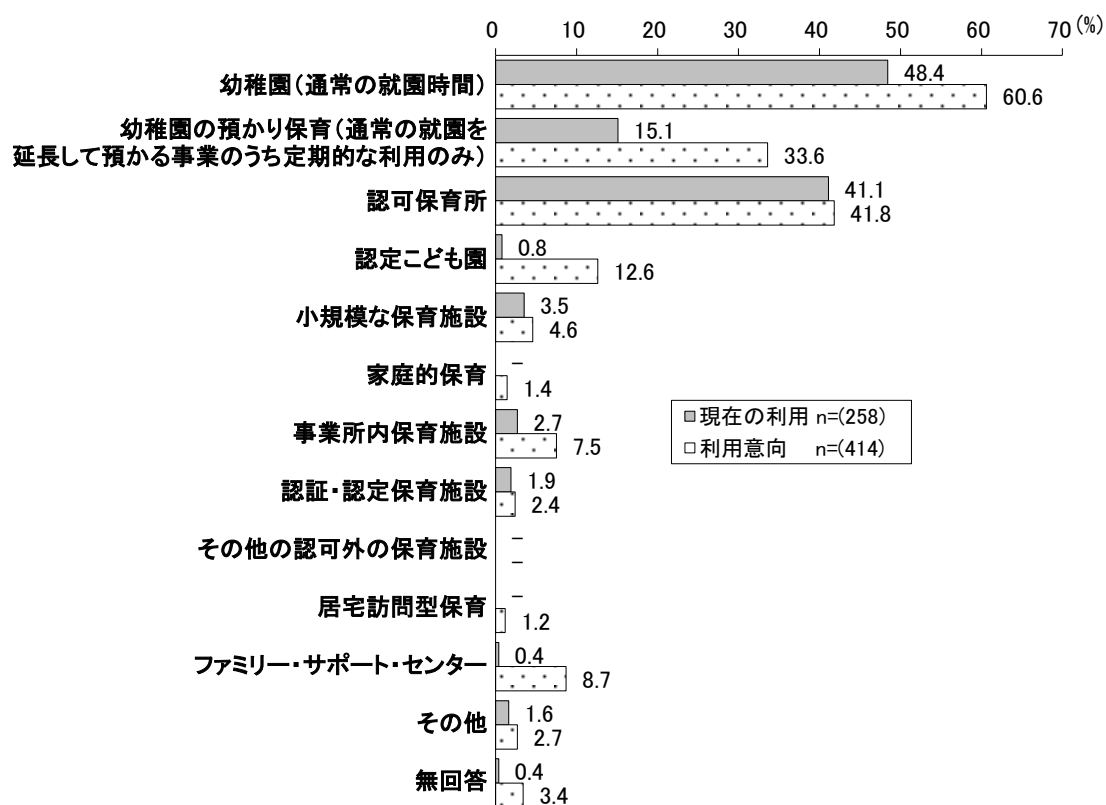 0 10 20 30 40 50 60 70 (%)
幼稚園(通常の就園時間)
48.4
60.6
幼稚園の預かり保育(通常の就園を
延長して預かる事業のうち定期的な利用のみ)
15.1
33.6
認可保育所
41.1
41.8
認定こども園
0.8
12.6
小規模な保育施設
3.5
4.6
家庭的保育
–
1.4
事業所内保育施設
2.7
7.5
認証・認定保育施設
1.9
2.4
その他の認可外の保育施設
–
–
居宅訪問型保育
–
1.2
ファミリー・サポート・センター
0.4
8.7
その他
1.6
2.7
無回答
0.4
3.4
現在の利用 n=(258)
利用意向 n=(414)